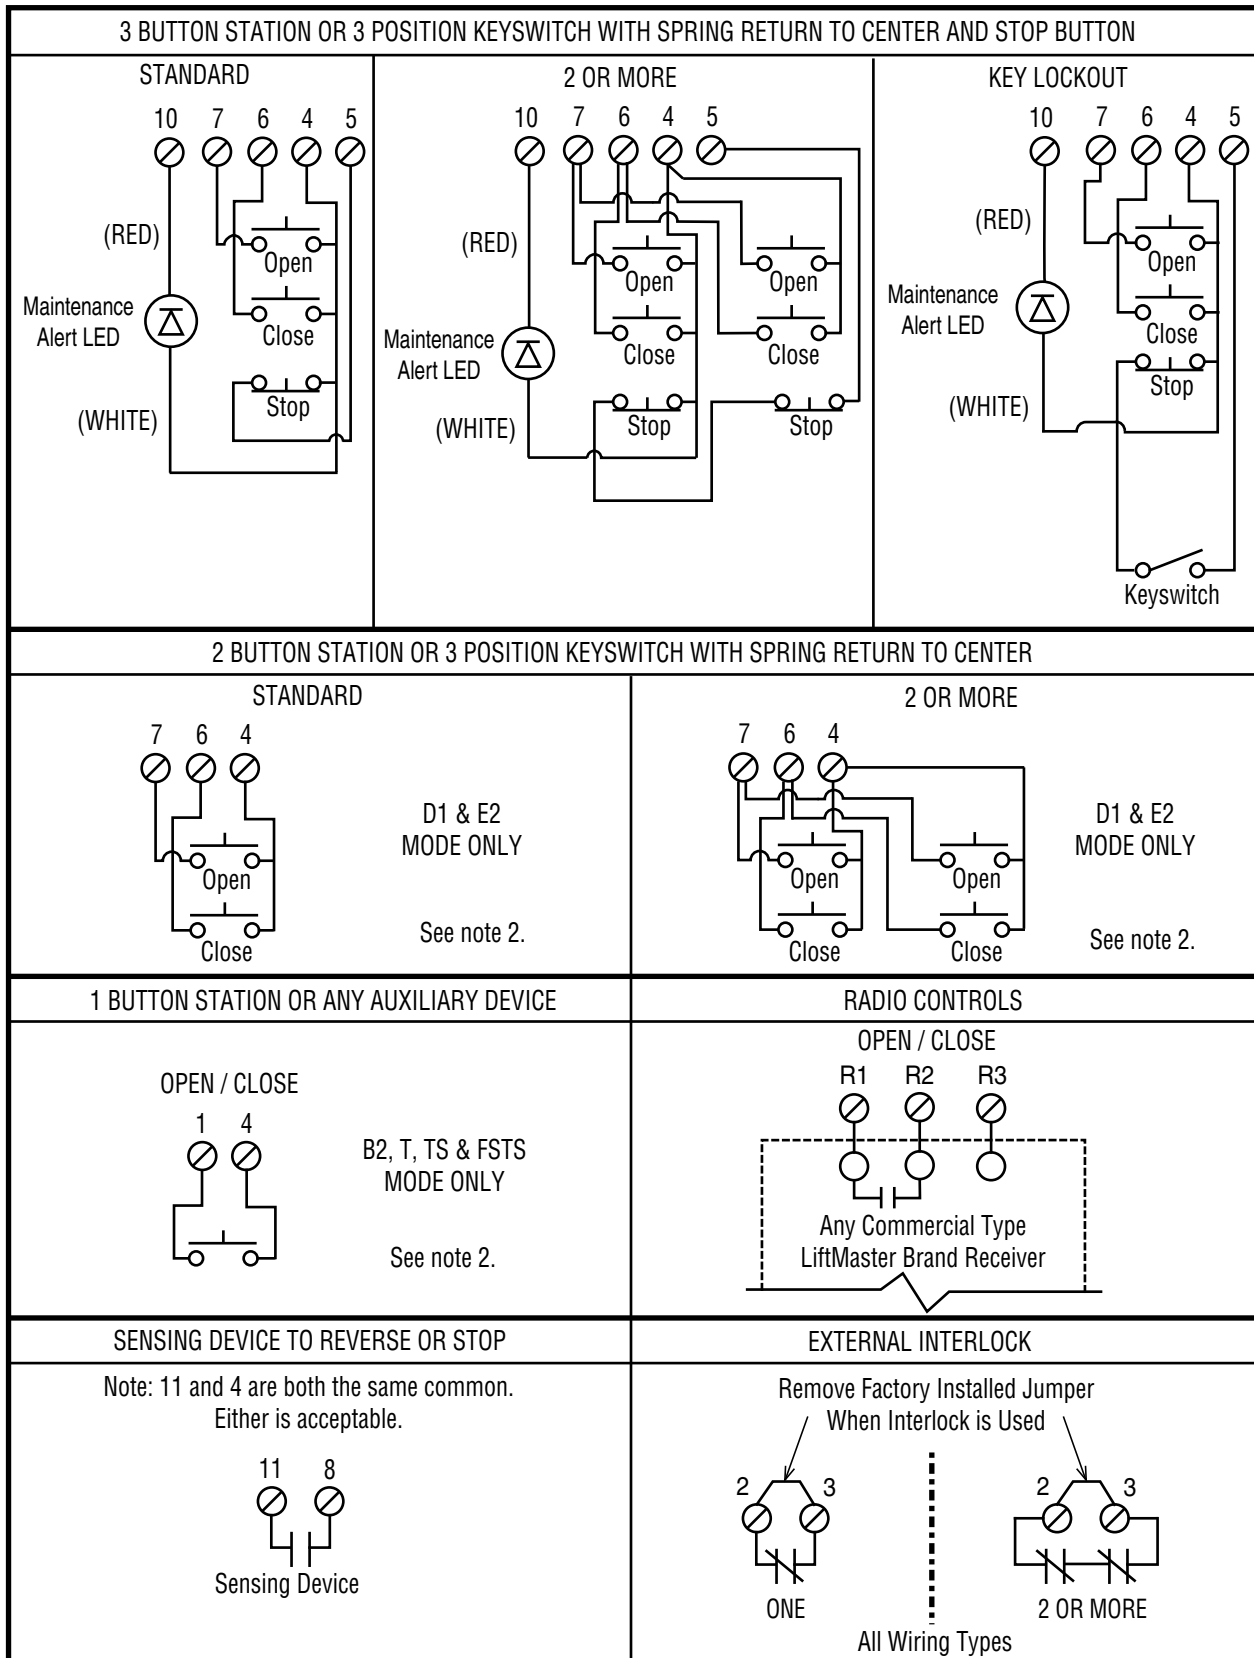 3 BUTTON STATION OR 3 POSITION KEYSWITCH WITH SPRING RETURN TO CENTER AND STOP BUTTON
STANDARD
10 7 6 4 5
(RED)
Open
Maintenance
Alert LED
Close
Stop
(WHITE)
2 OR MORE
10 7 6 4 5
(RED)
Open Open
Maintenance
Alert LED
Close Close
(WHITE)
Stop Stop
KEY LOCKOUT
10 7 6 4 5
(RED)
Open
Maintenance
Alert LED
Close
Stop
(WHITE)
Keyswitch
2 BUTTON STATION OR 3 POSITION KEYSWITCH WITH SPRING RETURN TO CENTER
STANDARD
7 6 4
D1 & E2
MODE ONLY
Open
See note 2.
Close
2 OR MORE
7 6 4
D1 & E2
MODE ONLY
Open Open
See note 2.
Close Close
1 BUTTON STATION OR ANY AUXILIARY DEVICE
OPEN / CLOSE
1 4
B2, T, TS & FSTS
MODE ONLY
See note 2.
RADIO CONTROLS
OPEN / CLOSE
R1 R2 R3
Any Commercial Type
LiftMaster Brand Receiver
SENSING DEVICE TO REVERSE OR STOP
Note: 11 and 4 are both the same common.
Either is acceptable.
11 8
Sensing Device
EXTERNAL INTERLOCK
Remove Factory Installed Jumper
When Interlock is Used
2 3 2 3
ONE 2 OR MORE
All Wiring Types